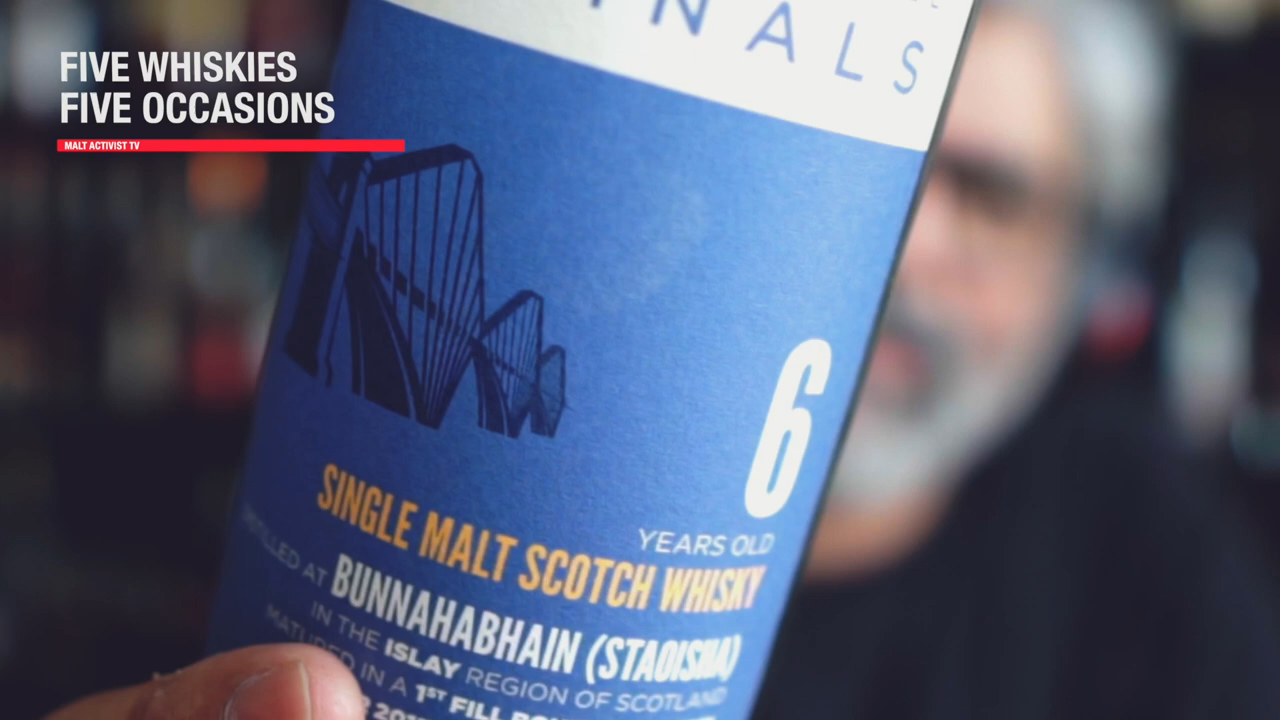 FIVE WHISKIES
FIVE OCCASIONS
MALT ACTIVIST TV
NALS
6
YEARS OLD
SINGLE MALT SCOTCH WHISKY
DISTILLED AT BUNNAHABHAIN (STAOISHA)
IN THE ISLAY REGION OF SCOTLAND
MATURED IN A 1ST FILL